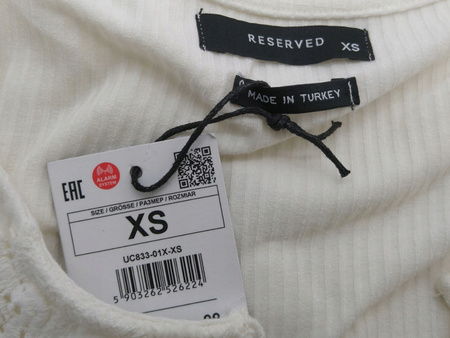 RESERVED XS
MADE IN TURKEY
EAC
ALARM
SYSTEM
SIZE / GRÖSSE / РАЗМЕР / ROZMIAR
XS
UC833-01X-XS
5 903262 526224